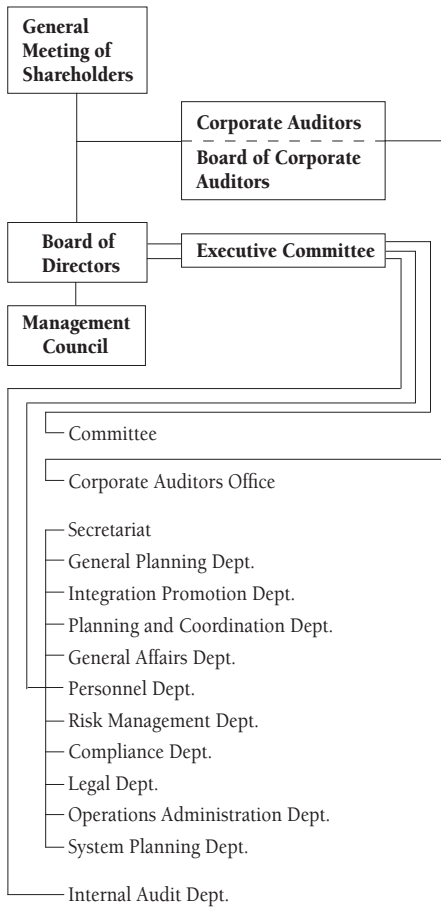 General
Meeting of
Shareholders
Corporate Auditors
Board of Corporate
Auditors
Board of
Directors
Executive Committee
Management
Council
Committee
Corporate Auditors Office
Secretariat
General Planning Dept.
Integration Promotion Dept.
Planning and Coordination Dept.
General Affairs Dept.
Personnel Dept.
Risk Management Dept.
Compliance Dept.
Legal Dept.
Operations Administration Dept.
System Planning Dept.
Internal Audit Dept.